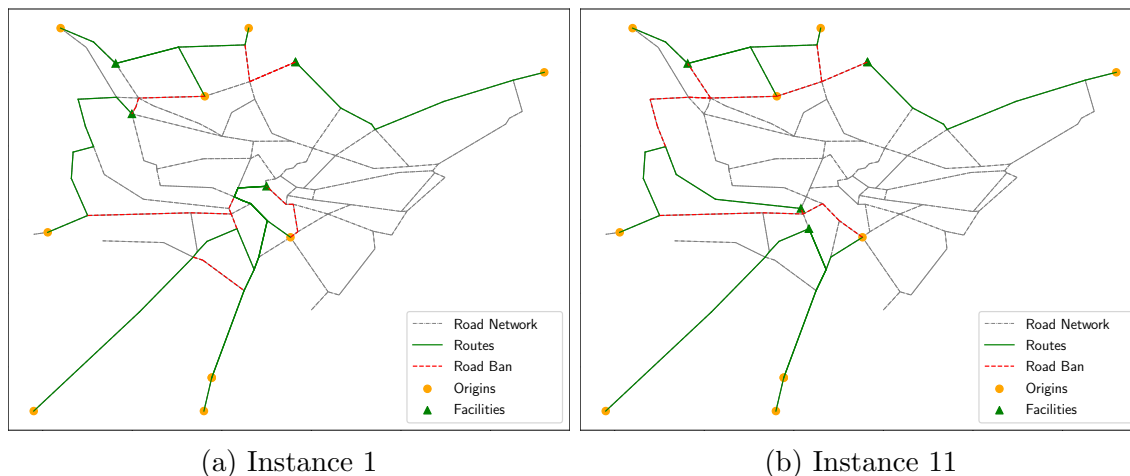 Road Network
Routes
Road Ban
Origins
Facilities
Road Network
Routes
Road Ban
Origins
Facilities
(a) Instance 1
(b) Instance 11